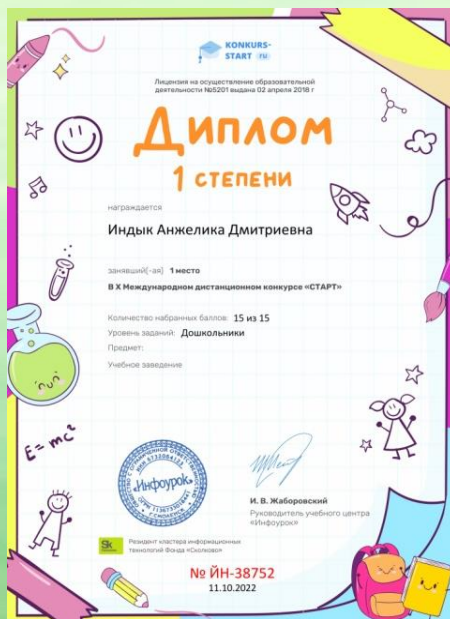 KONKURS-
START ru
Лицензия на осуществление образовательной
деятельности №5201 выдана 02 апреля 2018 г
Диплом
1 степени
награждается
Индык Анжелика Дмитриевна
занявший(-ая) 1 место
В X Международном дистанционном конкурсе «СТАРТ»
Количество набранных баллов: 15 из 15
Уровень заданий: Дошкольники
Предмет:
Учебное заведение
E = mc²
«Инфоурок»
И. В. Жаборовский
Руководитель учебного центра
«Инфоурок»
Sk
Резидент кластера информационных
технологий Фонда «Сколково»
№ ЙН-38752
11.10.2022